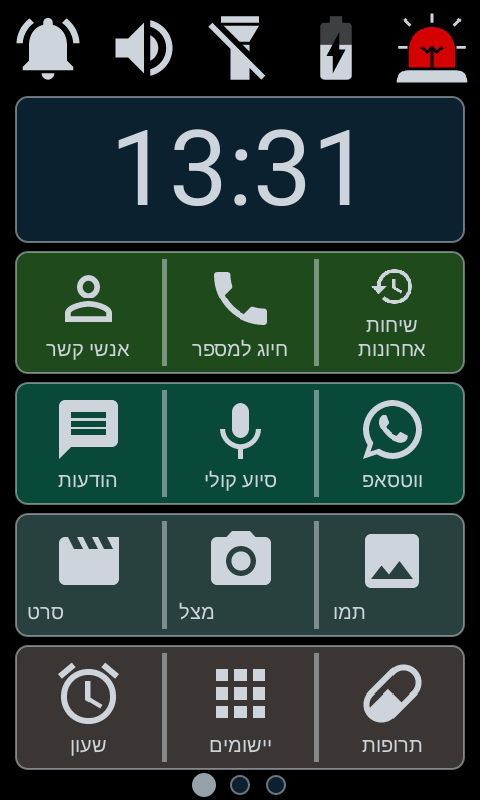 13:31
שיחות
אחרונות
חיוג למספר
אנשי קשר
ווטסאפ
סיוע קולי
הודעות
תמו
מצל
סרט
תרופות
יישומים
שעון